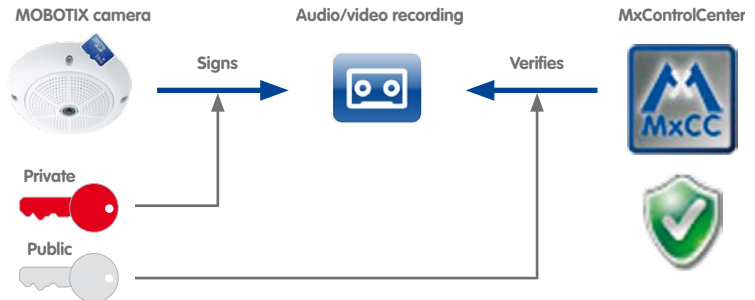 MOBOTIX camera
Audio/video recording
MxControlCenter
Signs
Verifies
MxCC
Private
Public